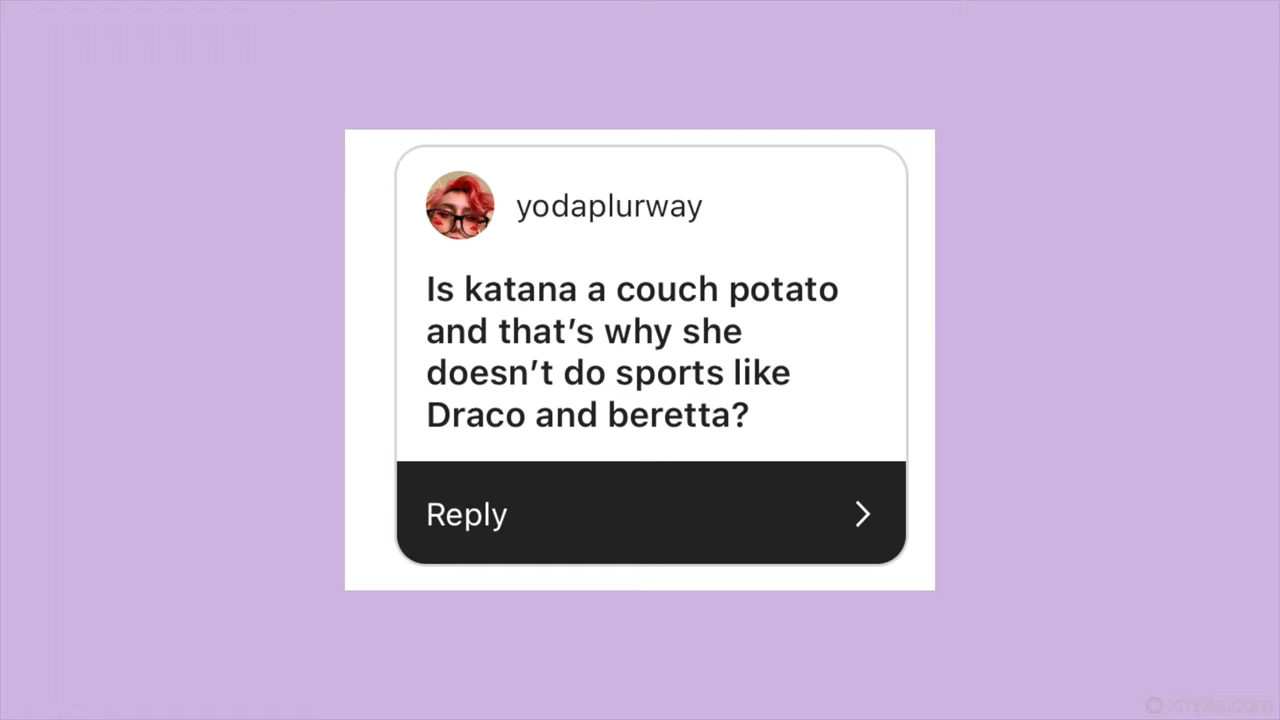 yodaplurway
Is katana a couch potato
and that’s why she
doesn’t do sports like
Draco and beretta?
Reply